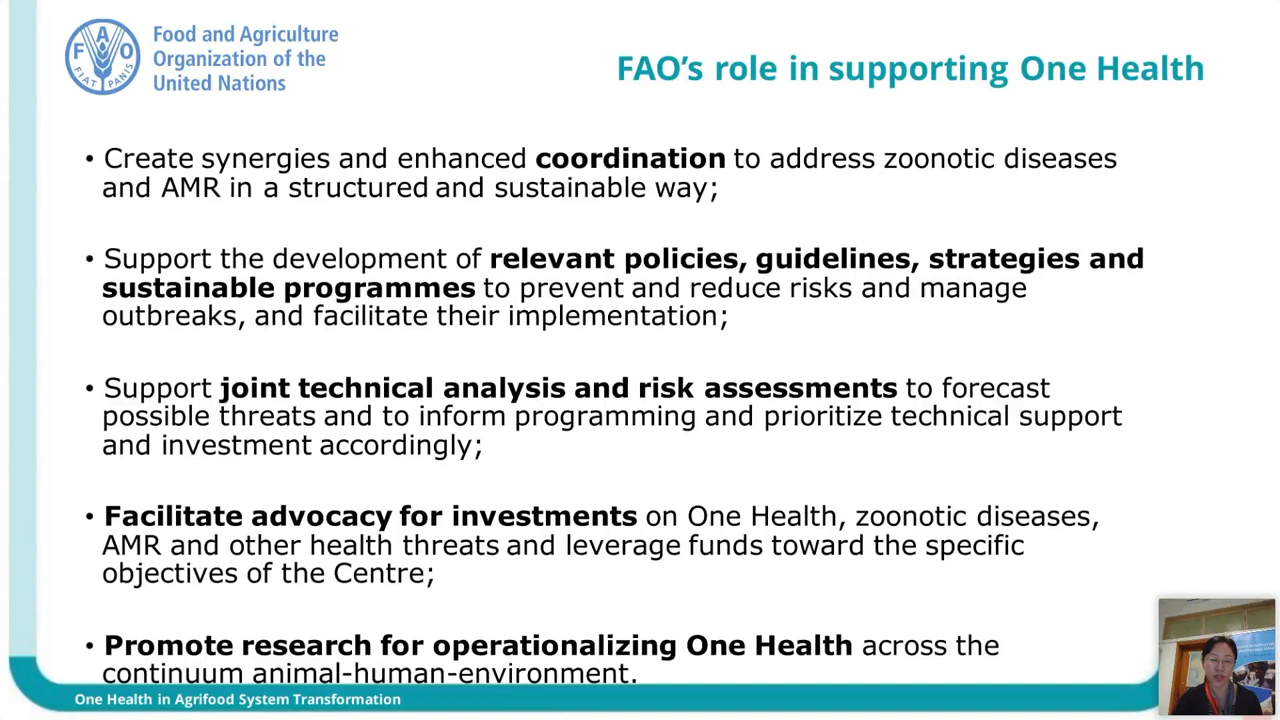 F A O
FIAT PANIS
Food and Agriculture
Organization of the
United Nations
FAO's role in supporting One Health
• Create synergies and enhanced coordination to address zoonotic diseases
and AMR in a structured and sustainable way;
• Support the development of relevant policies, guidelines, strategies and
sustainable programmes to prevent and reduce risks and manage
outbreaks, and facilitate their implementation;
• Support joint technical analysis and risk assessments to forecast
possible threats and to inform programming and prioritize technical support
and investment accordingly;
• Facilitate advocacy for investments on One Health, zoonotic diseases,
AMR and other health threats and leverage funds toward the specific
objectives of the Centre;
• Promote research for operationalizing One Health across the
continuum animal-human-environment.
One Health in Agrifood System Transformation